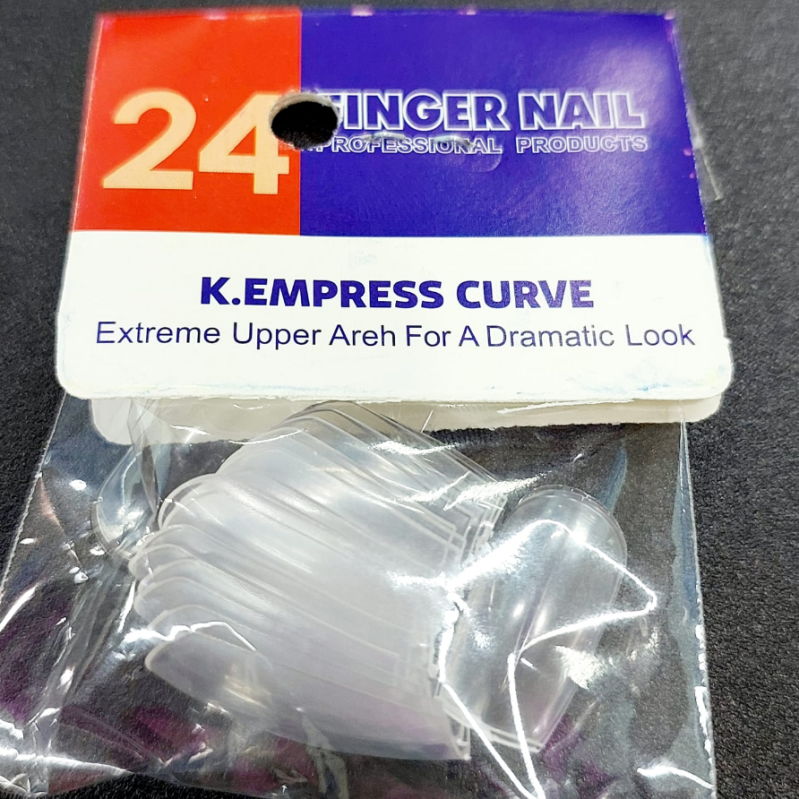 24
FINGER NAIL
PROFESSIONAL PRODUCTS
K.EMPRESS CURVE
Extreme Upper Areh For A Dramatic Look